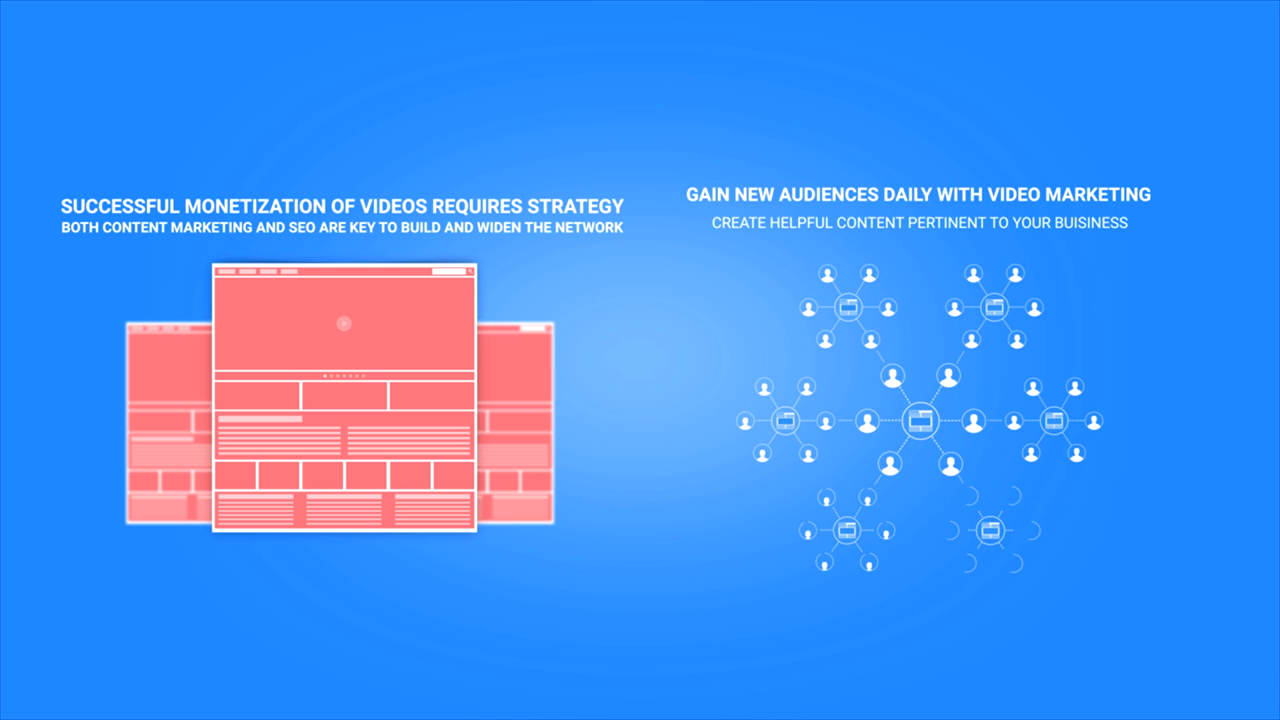 SUCCESSFUL MONETIZATION OF VIDEOS REQUIRES STRATEGY
BOTH CONTENT MARKETING AND SEO ARE KEY TO BUILD AND WIDEN THE NETWORK
GAIN NEW AUDIENCES DAILY WITH VIDEO MARKETING
CREATE HELPFUL CONTENT PERTINENT TO YOUR BUISINESS